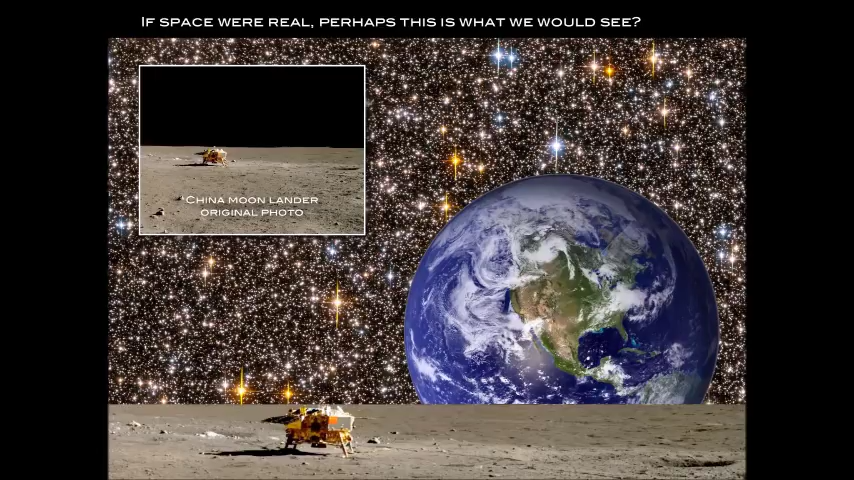 If space were real, perhaps this is what we would see?
*China moon lander
original photo